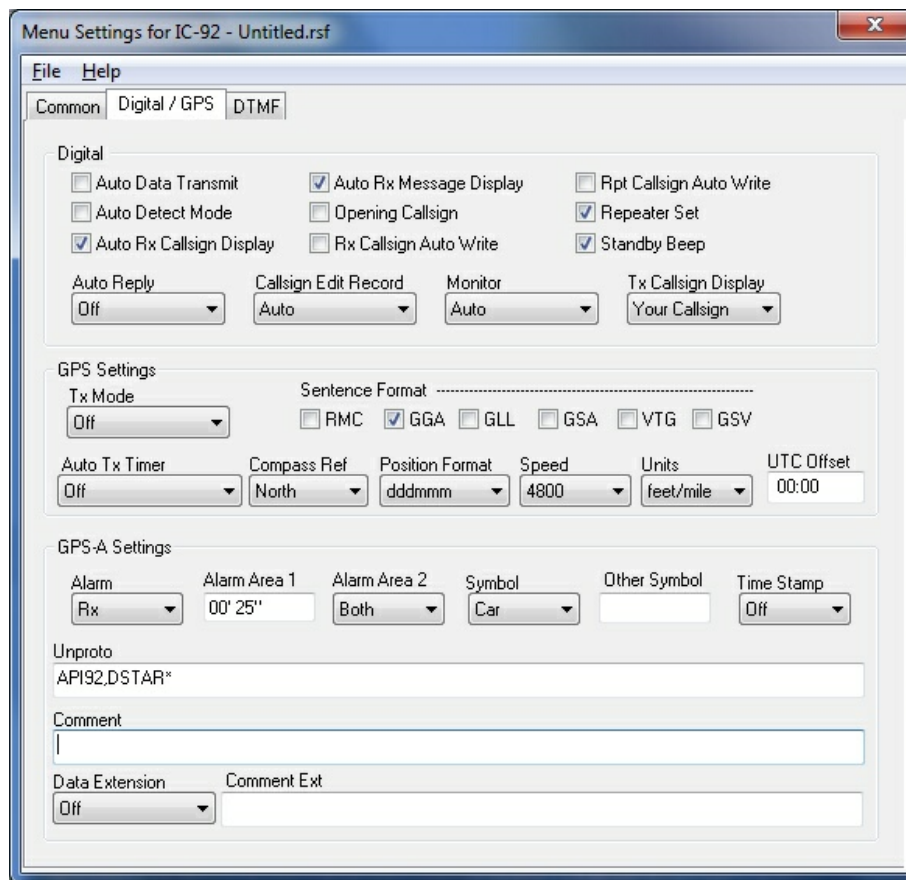 Menu Settings for IC-92 - Untitled.rsf
File Help
Common Digital / GPS DTMF
Digital
Auto Data Transmit Auto Rx Message Display Rpt Callsign Auto Write
Auto Detect Mode Opening Callsign Repeater Set
Auto Rx Callsign Display Rx Callsign Auto Write Standby Beep
Auto Reply Callsign Edit Record Monitor Tx Callsign Display
Off Auto Auto Your Callsign
GPS Settings
Tx Mode Sentence Format
Off RMC GGA GLL GSA VTG GSV
Auto Tx Timer Compass Ref Position Format Speed Units UTC Offset
Off North dddmmm 4800 feet/mile 00:00
GPS-A Settings
Alarm Alarm Area 1 Alarm Area 2 Symbol Other Symbol Time Stamp
Rx 00' 25" Both Car Off
Unproto
API92,DSTAR*
Comment
Data Extension Comment Ext
Off